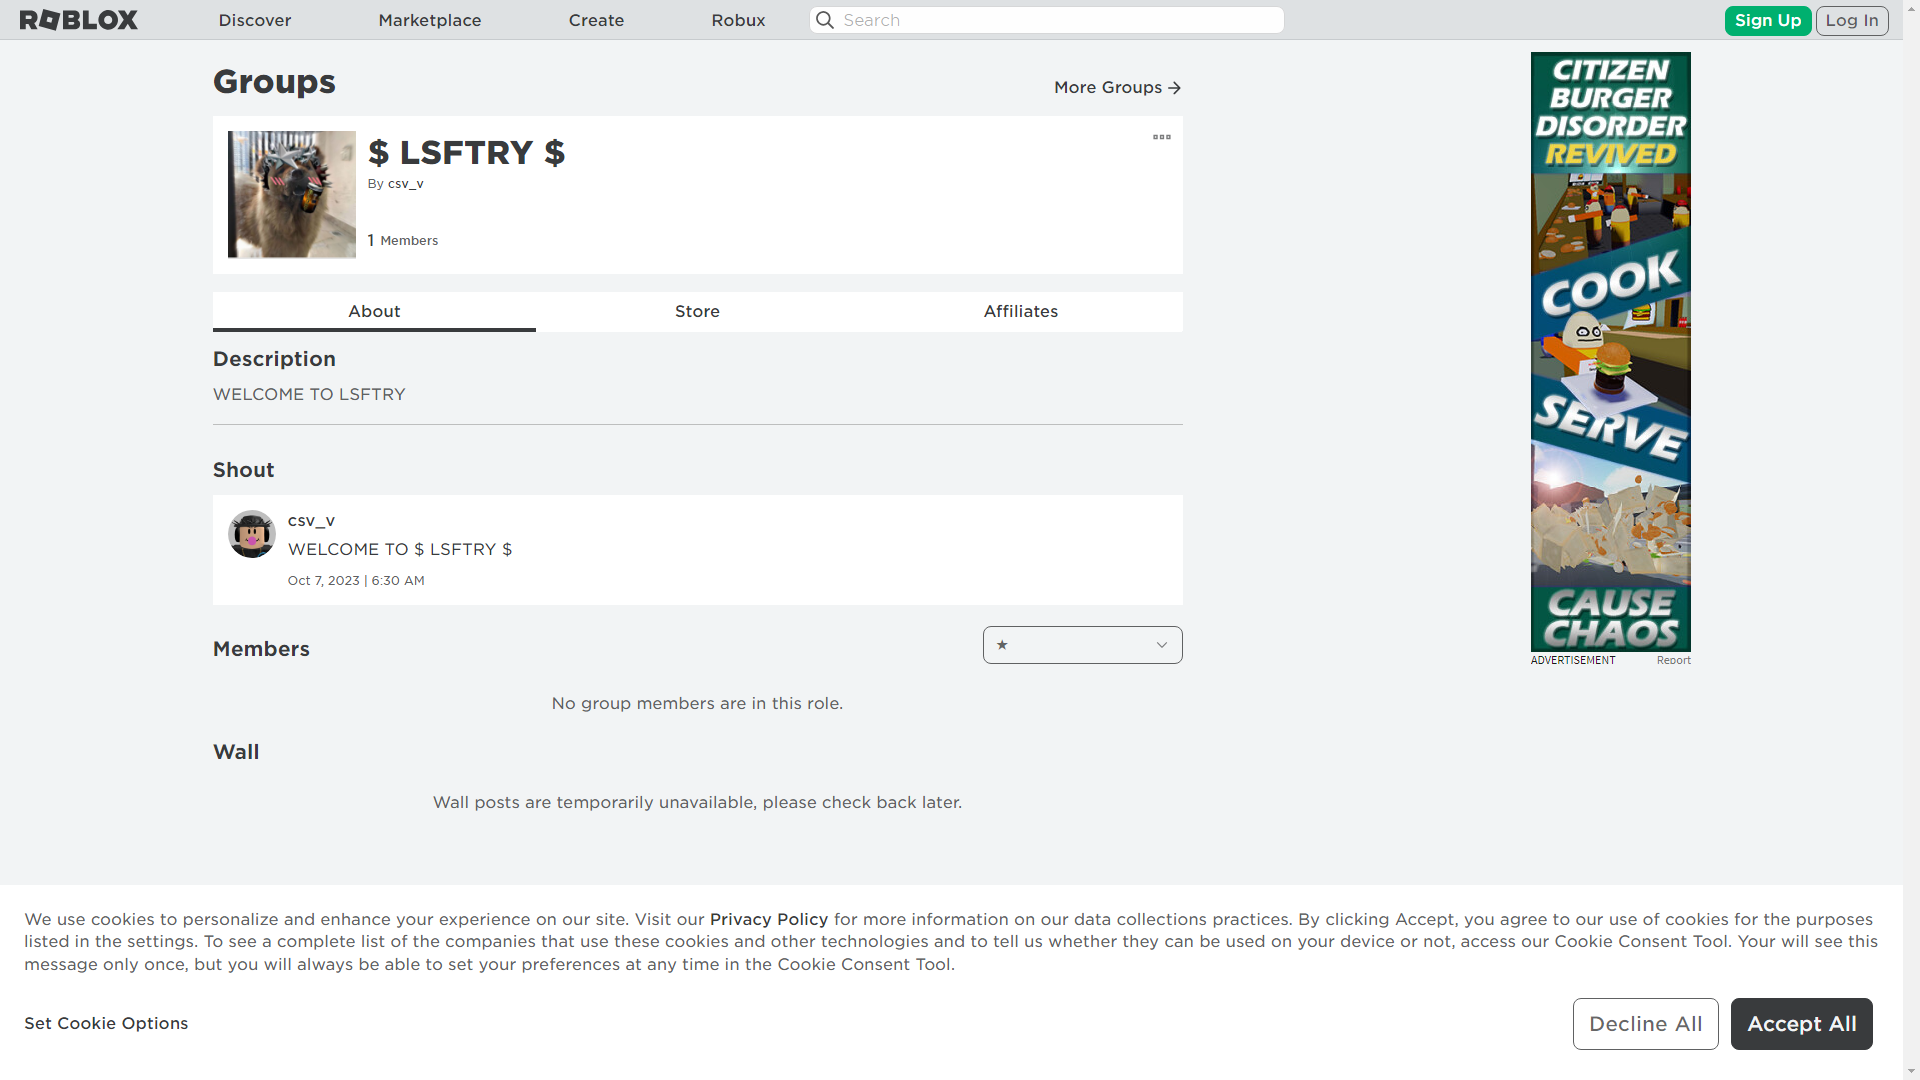 ROBLOX
Discover
Marketplace
Create
Robux
Search
Sign Up
Log In
Groups
More Groups
$ LSFTRY $
By csv_v
1 Members
About
Store
Affiliates
Description
WELCOME TO LSFTRY
Shout
csv_v
WELCOME TO $ LSFTRY $
Oct 7, 2023 | 6:30 AM
Members
★
No group members are in this role.
Wall
Wall posts are temporarily unavailable, please check back later.
CITIZEN
BURGER
DISORDER
REVIVED
COOK
SERVE
CAUSE
CHAOS
ADVERTISEMENT
Report
We use cookies to personalize and enhance your experience on our site. Visit our Privacy Policy for more information on our data collections practices. By clicking Accept, you agree to our use of cookies for the purposes
listed in the settings. To see a complete list of the companies that use these cookies and other technologies and to tell us whether they can be used on your device or not, access our Cookie Consent Tool. Your will see this
message only once, but you will always be able to set your preferences at any time in the Cookie Consent Tool.
Set Cookie Options
Decline All
Accept All